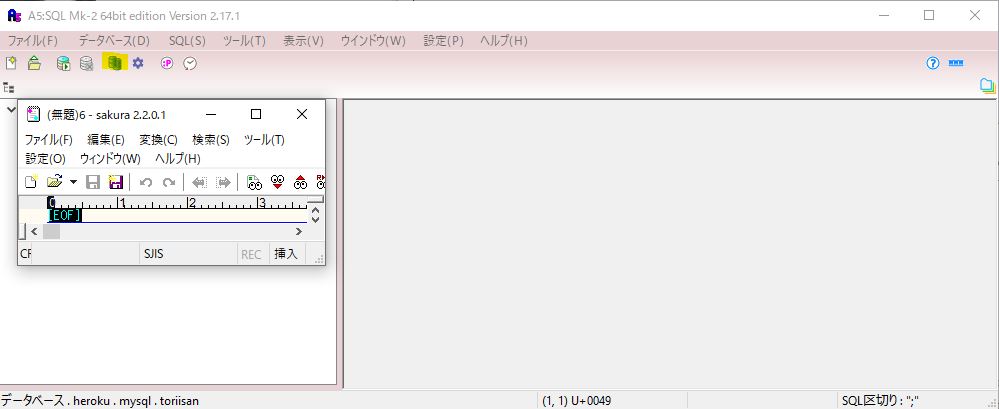 A5:SQL Mk-2 64bit edition Version 2.17.1
ファイル(F) データベース(D) SQL(S) ツール(T) 表示(V) ウインドウ(W) 設定(P) ヘルプ(H)
(無題)6 - sakura 2.2.0.1
ファイル(F) 編集(E) 変換(C) 検索(S) ツール(T)
設定(O) ウィンドウ(W) ヘルプ(H)
0 1 2 3
[EOF]
SJIS REC 挿入
データベース . heroku . mysql . toriisan (1, 1) U+0049 SQL区切り : ";"